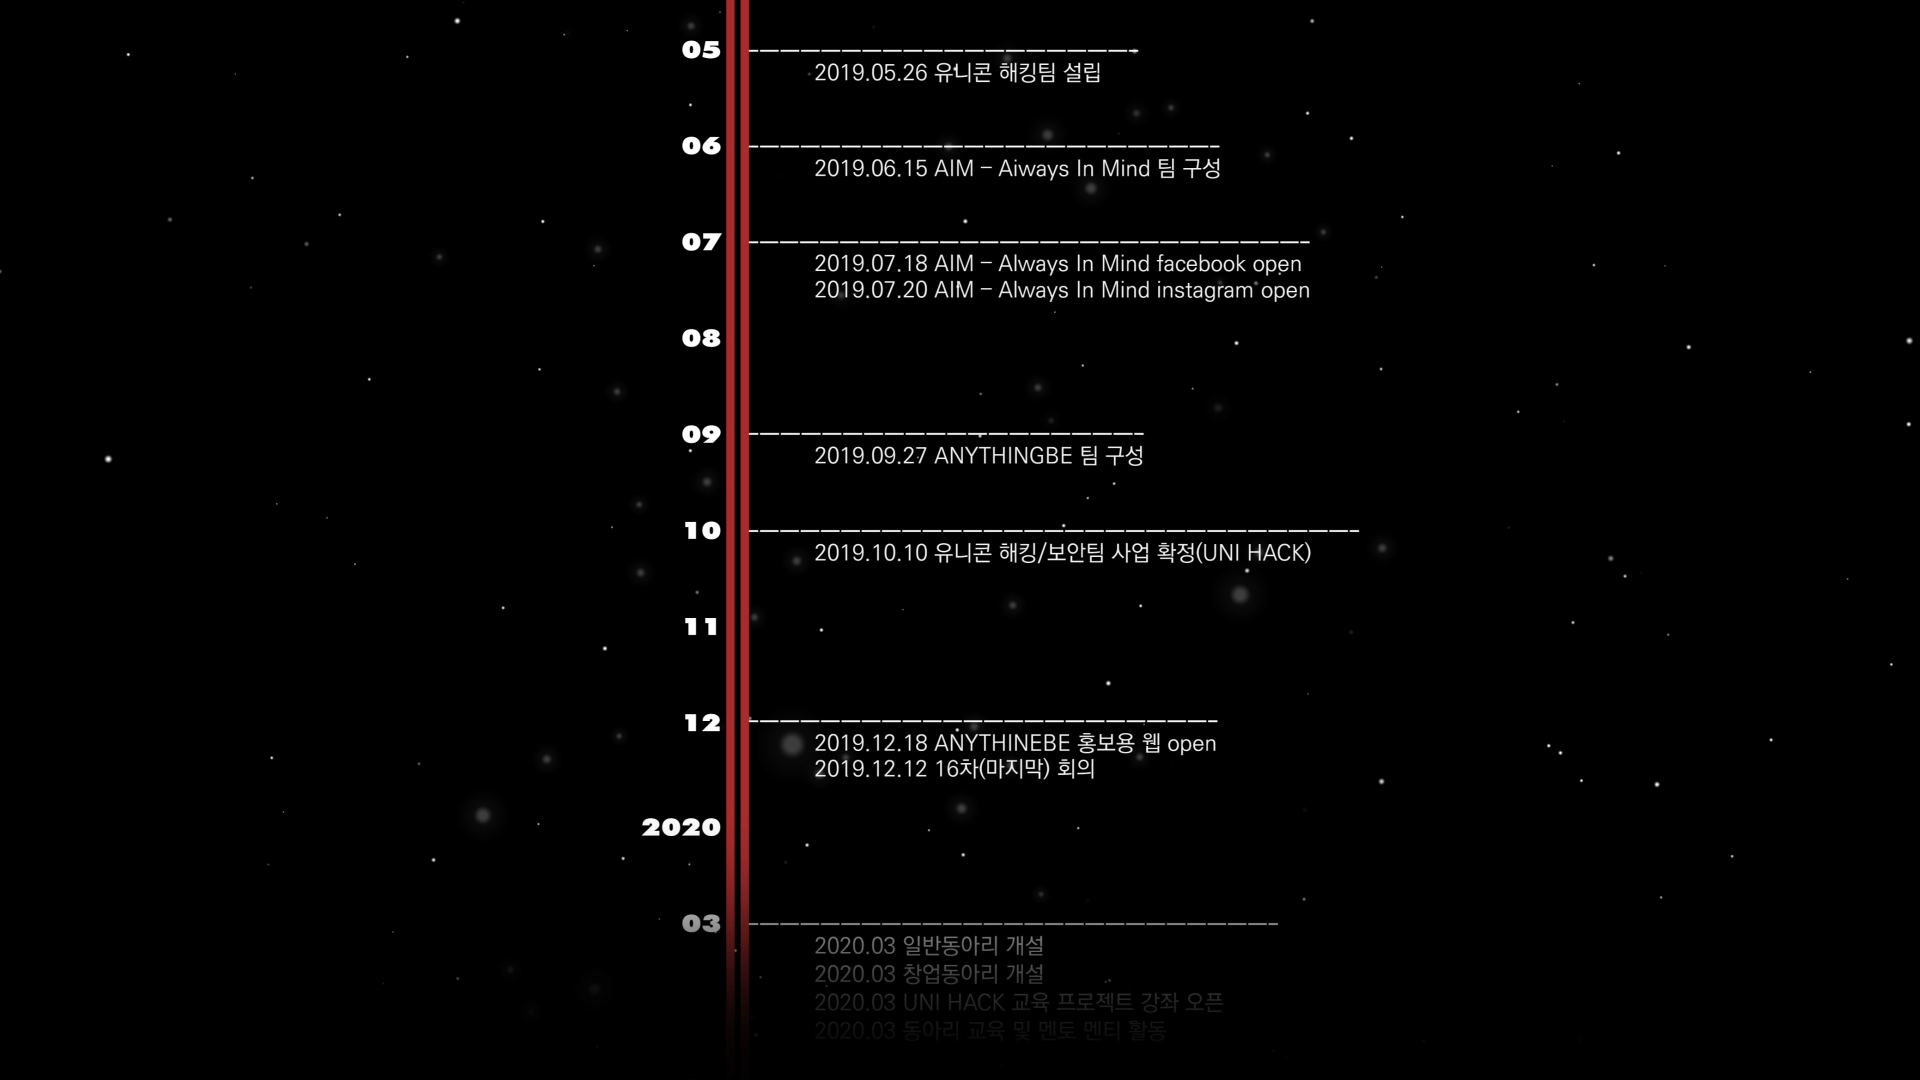 05
2019.05.26 유니콘 해킹팀 설립
06
2019.06.15 AIM – Aiways In Mind 팀 구성
07
2019.07.18 AIM – Always In Mind facebook open
2019.07.20 AIM – Always In Mind instagram open
08
09
2019.09.27 ANYTHINGBE 팀 구성
10
2019.10.10 유니콘 해킹/보안팀 사업 확정(UNI HACK)
11
12
2019.12.18 ANYTHINEBE 홍보용 웹 open
2019.12.12 16차(마지막) 회의
2020
03
2020.03 일반동아리 개설
2020.03 창업동아리 개설
2020.03 UNI HACK 교육 프로젝트 강좌 오픈
2020.03 동아리 교육 및 멘토 멘티 활동